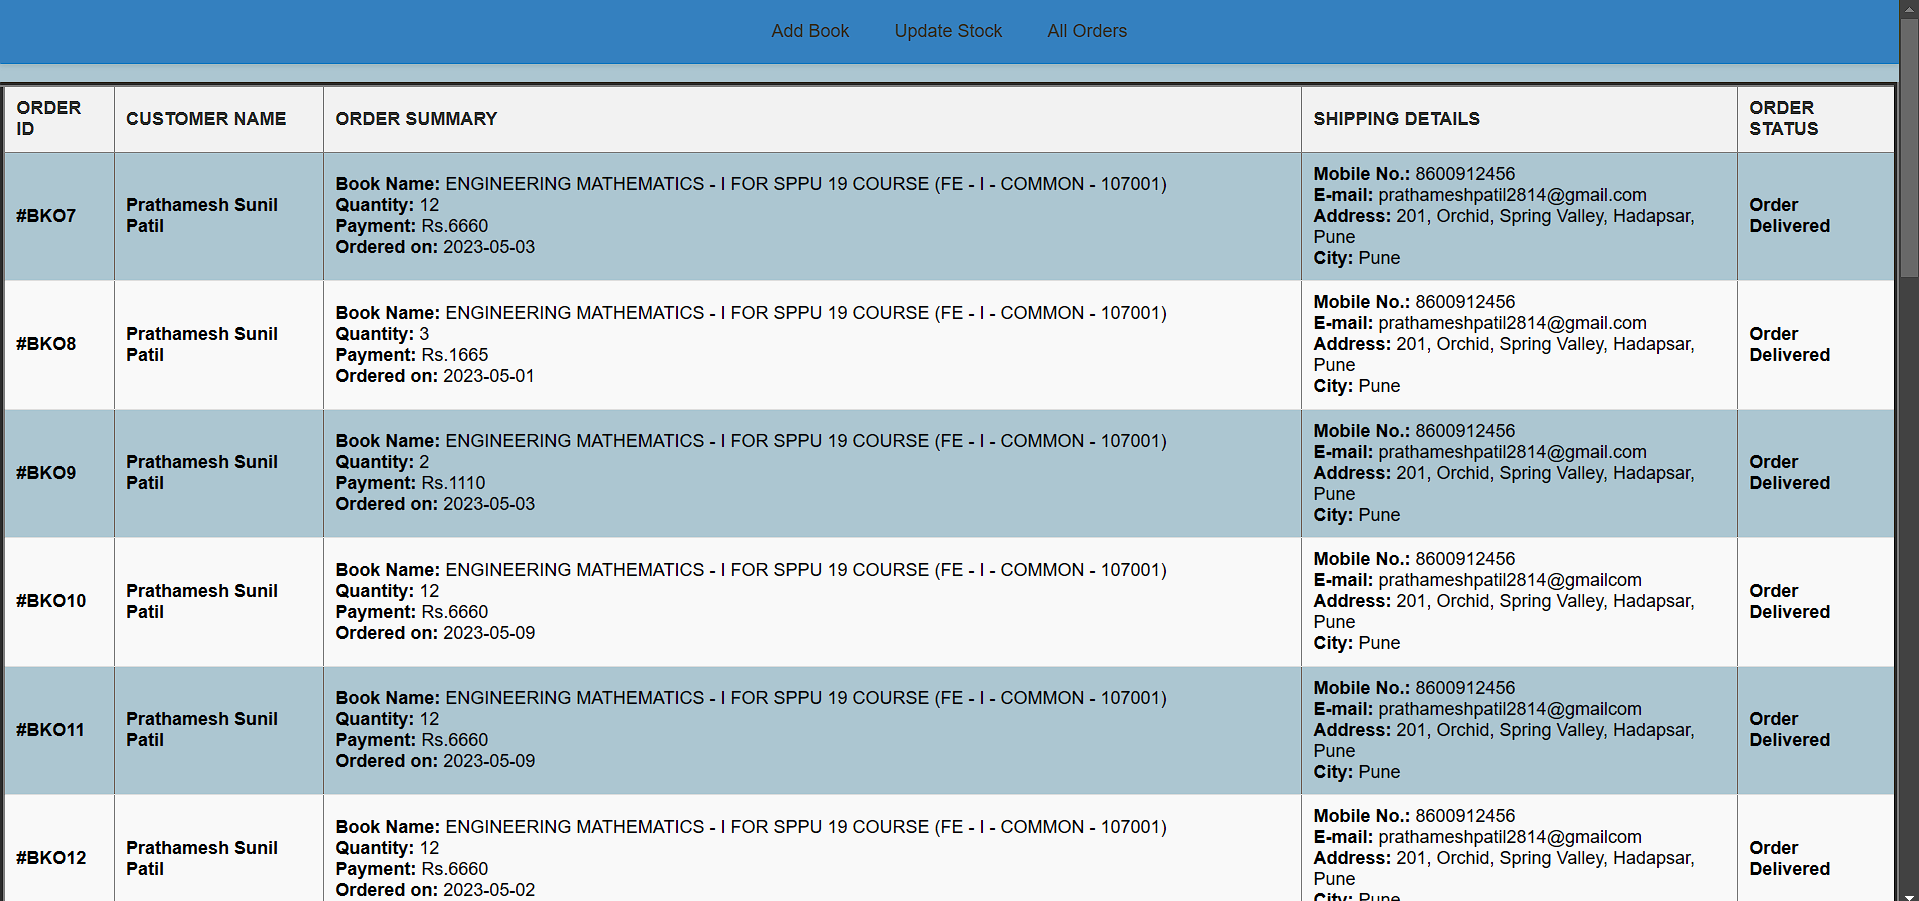 Add Book Update Stock All Orders
ORDER ID CUSTOMER NAME ORDER SUMMARY SHIPPING DETAILS ORDER STATUS
#BKO7
Prathamesh Sunil
Patil
Book Name: ENGINEERING MATHEMATICS - I FOR SPPU 19 COURSE (FE - I - COMMON - 107001)
Quantity: 12
Payment: Rs.6660
Ordered on: 2023-05-03
Mobile No.: 8600912456
E-mail: prathameshpatil2814@gmail.com
Address: 201, Orchid, Spring Valley, Hadapsar,
Pune
City: Pune
Order
Delivered
#BKO8
Prathamesh Sunil
Patil
Book Name: ENGINEERING MATHEMATICS - I FOR SPPU 19 COURSE (FE - I - COMMON - 107001)
Quantity: 3
Payment: Rs.1665
Ordered on: 2023-05-01
Mobile No.: 8600912456
E-mail: prathameshpatil2814@gmail.com
Address: 201, Orchid, Spring Valley, Hadapsar,
Pune
City: Pune
Order
Delivered
#BKO9
Prathamesh Sunil
Patil
Book Name: ENGINEERING MATHEMATICS - I FOR SPPU 19 COURSE (FE - I - COMMON - 107001)
Quantity: 2
Payment: Rs.1110
Ordered on: 2023-05-03
Mobile No.: 8600912456
E-mail: prathameshpatil2814@gmail.com
Address: 201, Orchid, Spring Valley, Hadapsar,
Pune
City: Pune
Order
Delivered
#BKO10
Prathamesh Sunil
Patil
Book Name: ENGINEERING MATHEMATICS - I FOR SPPU 19 COURSE (FE - I - COMMON - 107001)
Quantity: 12
Payment: Rs.6660
Ordered on: 2023-05-09
Mobile No.: 8600912456
E-mail: prathameshpatil2814@gmailcom
Address: 201, Orchid, Spring Valley, Hadapsar,
Pune
City: Pune
Order
Delivered
#BKO11
Prathamesh Sunil
Patil
Book Name: ENGINEERING MATHEMATICS - I FOR SPPU 19 COURSE (FE - I - COMMON - 107001)
Quantity: 12
Payment: Rs.6660
Ordered on: 2023-05-09
Mobile No.: 8600912456
E-mail: prathameshpatil2814@gmailcom
Address: 201, Orchid, Spring Valley, Hadapsar,
Pune
City: Pune
Order
Delivered
#BKO12
Prathamesh Sunil
Patil
Book Name: ENGINEERING MATHEMATICS - I FOR SPPU 19 COURSE (FE - I - COMMON - 107001)
Quantity: 12
Payment: Rs.6660
Ordered on: 2023-05-02
Mobile No.: 8600912456
E-mail: prathameshpatil2814@gmailcom
Address: 201, Orchid, Spring Valley, Hadapsar,
Pune
City: Pune
Order
Delivered